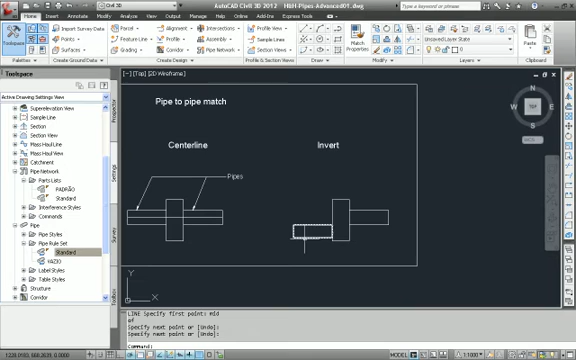 Civil 3D
AutoCAD Civil 3D 2012
H&H-Pipes-Advanced01.dwg
Type a keyword or phrase
Home
Insert
Annotate
Modify
Analyze
View
Manage
Output
Add-Ins
Online
Express Tools
Toolspace
Import Survey Data
Points
Surfaces
Parcel
Feature Line
Grading
Alignment
Profile
Corridor
Intersections
Assembly
Pipe Network
Profile View
Sample Lines
Section Views
Unsaved Layer State
Paste
Palettes
Create Ground Data
Create Design
Profile & Section Views
Draw
Modify
Layers
Clipboard
Toolspace
Active Drawing Settings View
Superelevation View
Sample Line
Section
Section View
Mass Haul Line
Mass Haul View
Catchment
Pipe Network
Parts Lists
PADRÃO
Standard
Interference Styles
Commands
Pipe
Pipe Styles
Pipe Rule Set
Standard
VAZIO
Label Styles
Table Styles
Structure
Corridor
Prospector
Settings
Survey
Toolbox
[–] [Top] [2D Wireframe]
Pipe to pipe match
Centerline
Invert
Pipes
N
W
TOP
E
S
Y
X
LINE Specify first point: mid
of
Specify next point or [Undo]:
Specify next point or [Undo]:
Command:
MODEL
1:1000